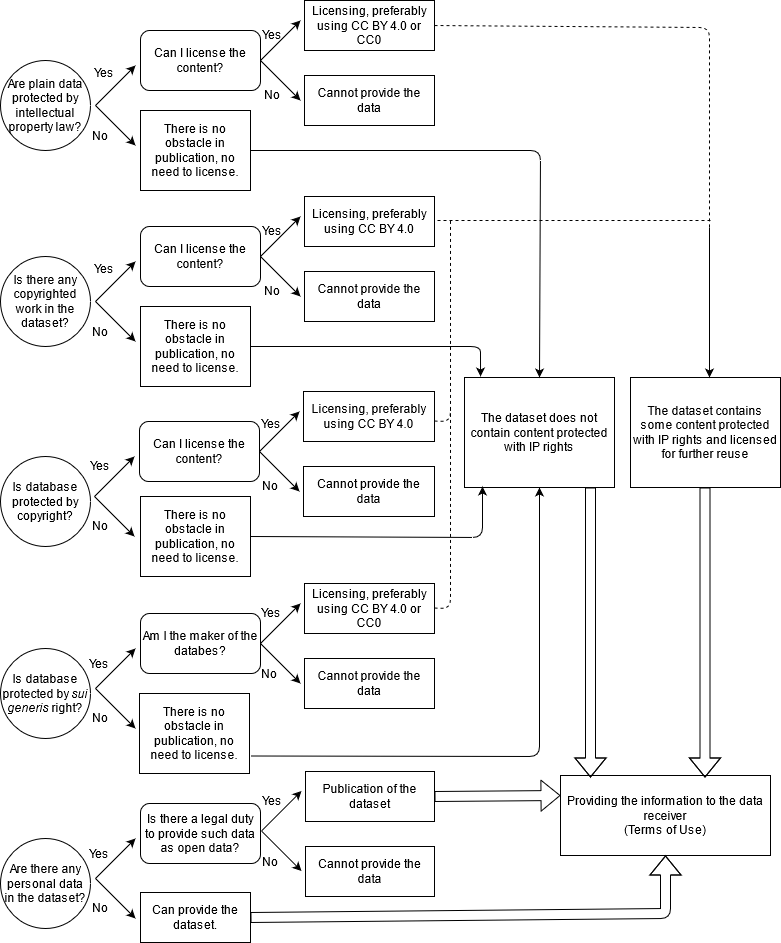 Are plain data
protected by
intellectual
property law?
Yes
No
Can I license the
content?
Yes
No
Licensing, preferably
using CC BY 4.0 or
CC0
Cannot provide the
data
There is no
obstacle in
publication, no
need to license.
Is there any
copyrighted
work in the
dataset?
Yes
No
Can I license the
content?
Yes
No
Licensing, preferably
using CC BY 4.0
Cannot provide the
data
There is no
obstacle in
publication, no
need to license.
Is database
protected by
copyright?
Yes
No
Can I license the
content?
Yes
No
Licensing, preferably
using CC BY 4.0
Cannot provide the
data
There is no
obstacle in
publication, no
need to license.
The dataset does not
contain content protected
with IP rights
The dataset contains
some content protected
with IP rights and licensed
for further reuse
Is database
protected by sui
generis right?
Yes
No
Am I the maker of the
databes?
Yes
No
Licensing, preferably
using CC BY 4.0 or
CC0
Cannot provide the
data
There is no
obstacle in
publication, no
need to license.
Are there any
personal data
in the dataset?
Yes
No
Is there a legal duty
to provide such data
as open data?
Yes
No
Publication of the
dataset
Cannot provide the
data
Can provide the
dataset.
Providing the information to the data
receiver
(Terms of Use)